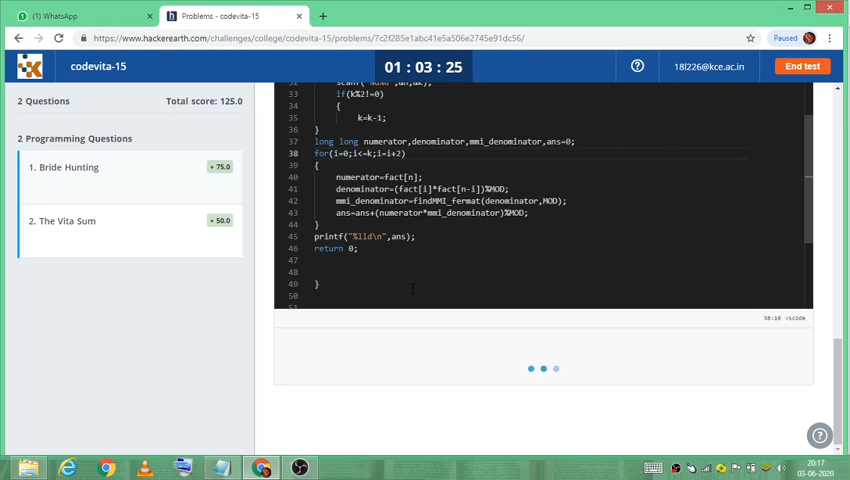 (1) WhatsApp
Problems - codevita-15
https://www.hackerearth.com/challenges/college/codevita-15/problems/7c2f285e1abc41e5a506e2745e91dc56/
Paused
codevita-15
01 : 03 : 25
18l226@kce.ac.in
End test
2 Questions
Total score: 125.0
2 Programming Questions
1. Bride Hunting
+ 75.0
2. The Vita Sum
+ 50.0
33 if(k%2!=0)
34 {
35 k=k-1;
36 }
37 long long numerator,denominator,mmi_denominator,ans=0;
38 for(i=0;i<=k;i=i+2)
39 {
40 numerator=fact[n];
41 denominator=(fact[i]*fact[n-i])%MOD;
42 mmi_denominator=findMMI_fermat(denominator,MOD);
43 ans=ans+(numerator*mmi_denominator)%MOD;
44 }
45 printf("%lld\n",ans);
46 return 0;
47
48
49 }
50
38:16 vscode
20:17
03-06-2020